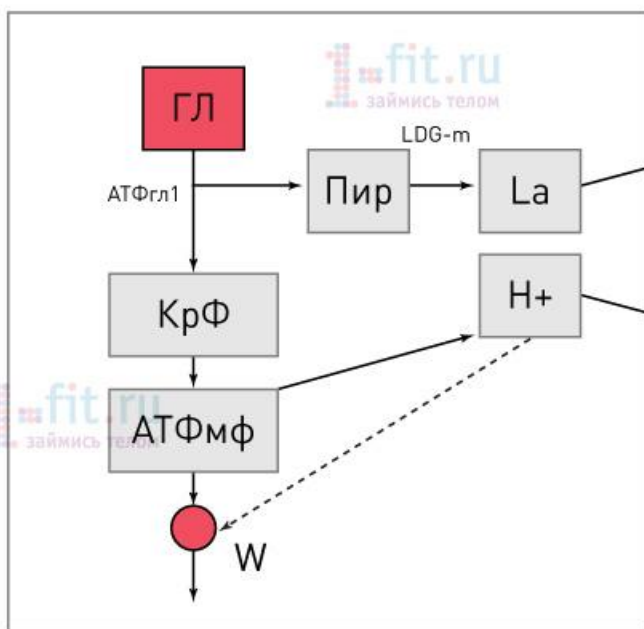 1-fit.ru
займись телом
ГЛ
LDG-m
АТФгл1
Пир
La
КрФ
H+
1-fit.ru
займись телом
АТФмф
W